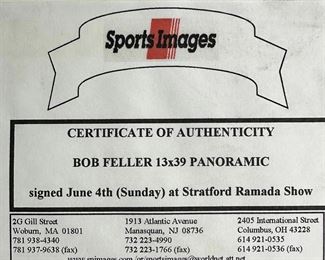 Sports Images
CERTIFICATE OF AUTHENTICITY
BOB FELLER 13x39 PANORAMIC
signed June 4th (Sunday) at Stratford Ramada Show
2G Gill Street 1913 Atlantic Avenue 2405 International Street
Woburn, MA 01801 Manasquan, NJ 08736 Columbus, OH 43228
781 938-4340 732 223-4990 614 921-0535
781 937-9638 (fax) 732 223-1766 (fax) 614 921-0536 (fax)